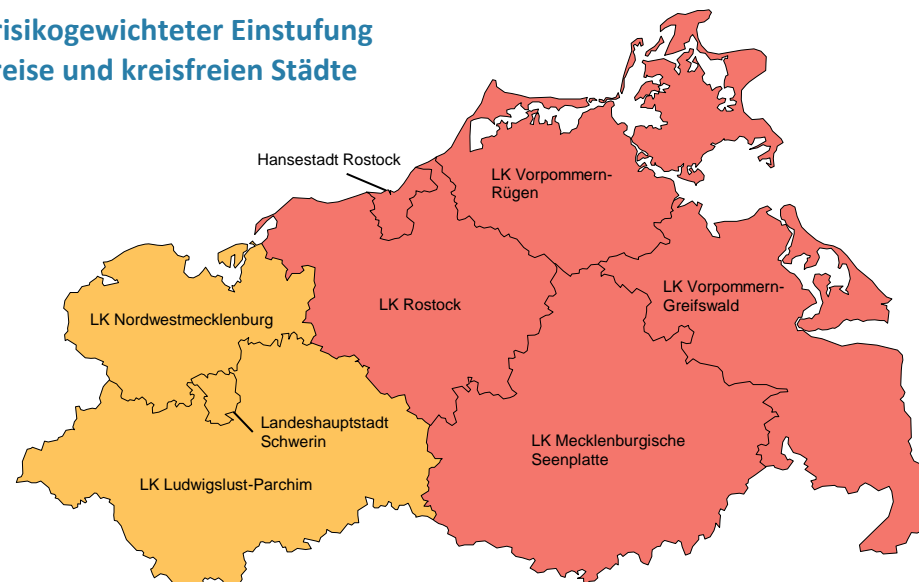 risikogewichteter Einstufung
reise und kreisfreien Städte
Hansestadt Rostock
LK Vorpommern-
Rügen
LK Vorpommern-
Greifswald
LK Rostock
LK Nordwestmecklenburg
Landeshauptstadt
Schwerin
LK Mecklenburgische
Seenplatte
LK Ludwigslust-Parchim